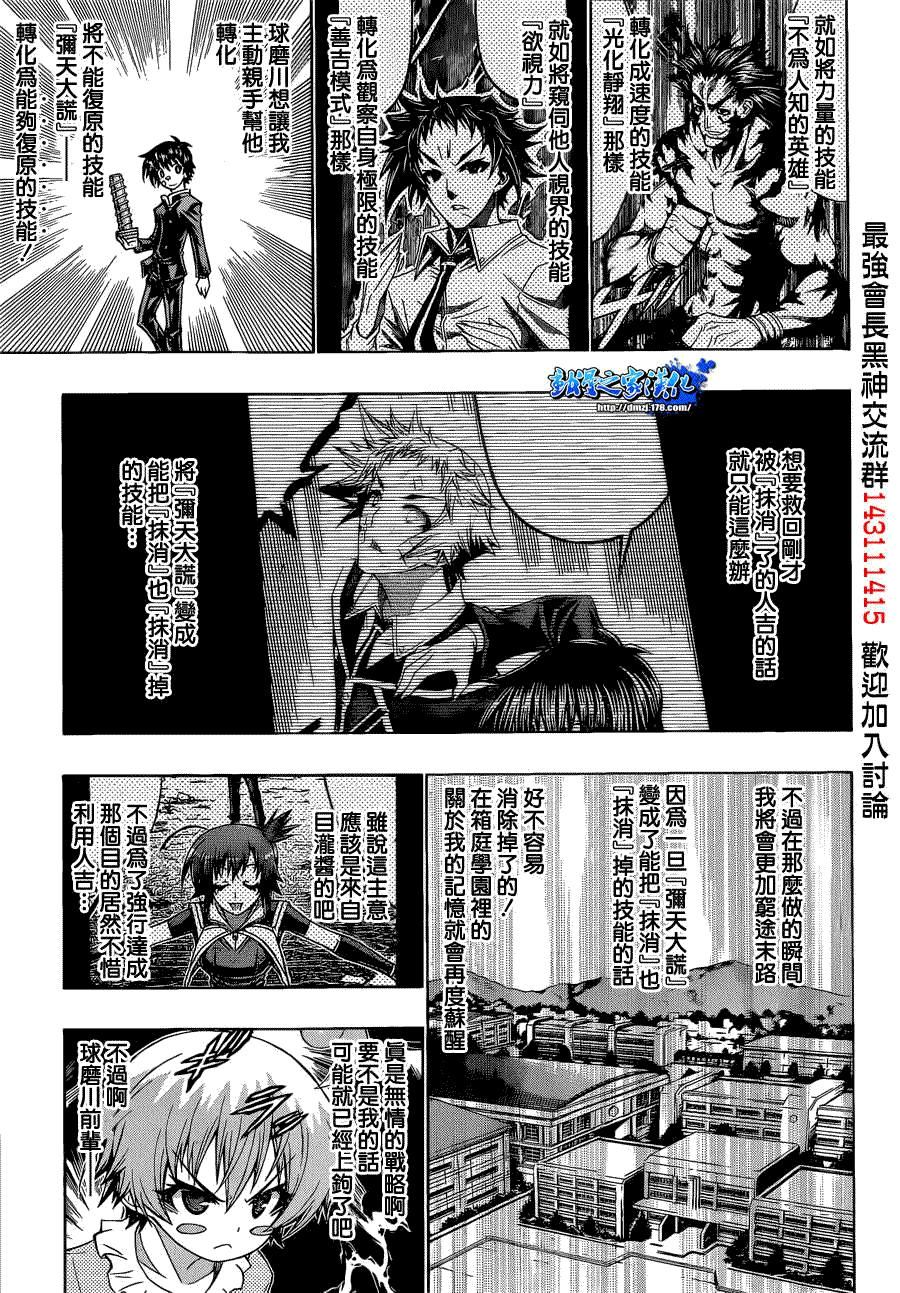 就如將力量的技能
『不為人知的英雄』
轉化成速度的技能
『光化靜翔』那樣
就如將窺伺他人視界的技能
『欲視力』
轉化為觀察自身極限的技能
『善吉模式』那樣
球磨川想讓我
主動親手幫他
轉化
將不能復原的技能
『彌天大謊』——
轉化為能夠復原的技能！
動漫之家漢化
http://dmzj.178.com/
想要救回剛才
被『抹消』了的人吉的話
就只能這麼辦
將『彌天大謊』變成
能把『抹消』也『抹消』掉
的技能…
不過在那麼做的瞬間
我將會更加窮途末路
因為一旦『彌天大謊』
變成了能把『抹消』也
『抹消』掉的技能的話
好不容易
消除掉了的！
在箱庭學園裡的
關於我的記憶就會再度蘇醒
雖說這主意
應該是來自
目瀧醬的吧
不過為了強行達成
那個目的居然不惜
利用人吉…
真是無情的戰略啊
要不是我的話
可能就已經上鉤了吧
不過啊
球磨川前輩——
最強會長黑神交流群143111415 歡迎加入討論